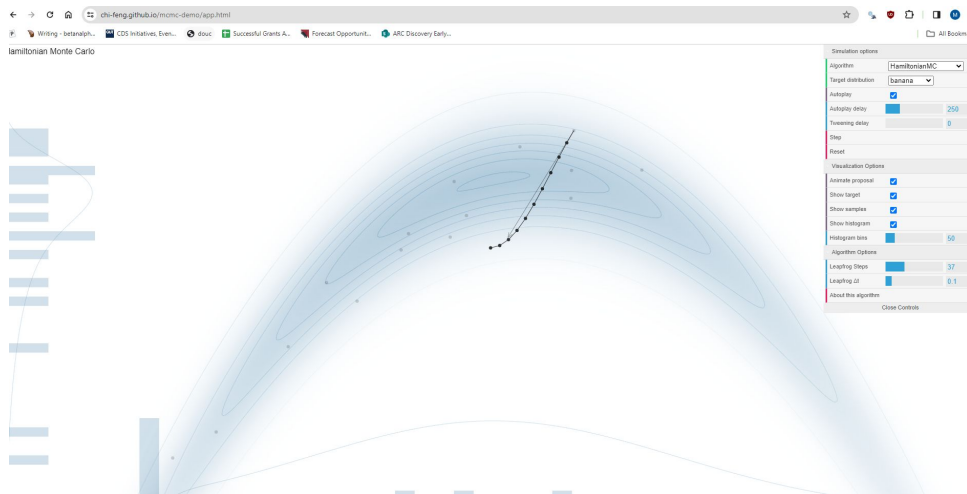 chi-feng.github.io/mcmc-demo/app.html
M
Writing - betanalph... CDS Initiatives, Even... douc Successful Grants A... Forecast Opportunit... ARC Discovery Early... All Bookm
lamiltonian Monte Carlo
Simulation options
Algorithm HamiltonianMC
Target distribution banana
Autoplay
Autoplay delay 250
Tweening delay 0
Step
Reset
Visualization Options
Animate proposal
Show target
Show samples
Show histogram
Histogram bins 50
Algorithm Options
Leapfrog Steps 37
Leapfrog Δt 0.1
About this algorithm
Close Controls